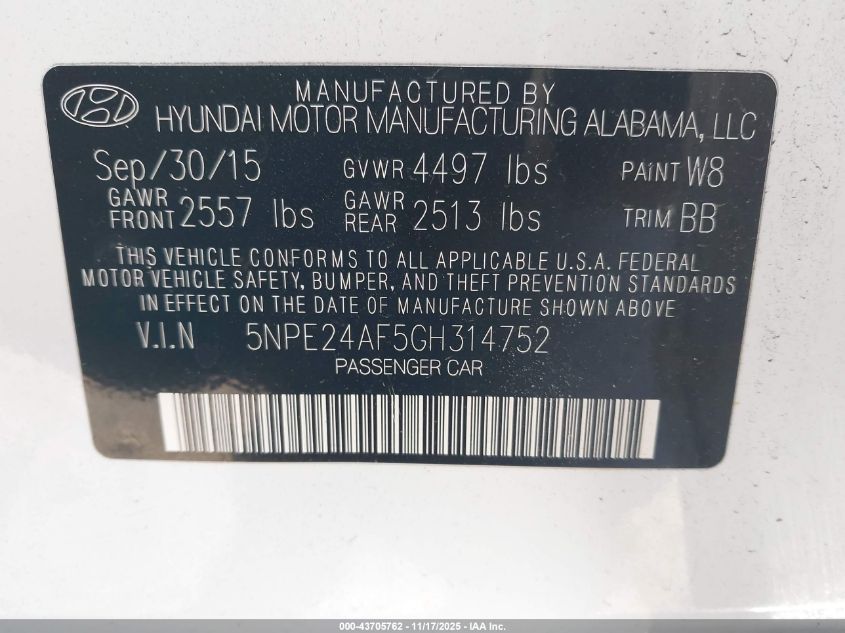 MANUFACTURED BY
HYUNDAI MOTOR MANUFACTURING ALABAMA, LLC
Sep/30/15 GVWR 4497 lbs PAINT W8
GAWR FRONT 2557 lbs GAWR REAR 2513 lbs TRIM BB
THIS VEHICLE CONFORMS TO ALL APPLICABLE U.S.A. FEDERAL
MOTOR VEHICLE SAFETY, BUMPER, AND THEFT PREVENTION STANDARDS
IN EFFECT ON THE DATE OF MANUFACTURE SHOWN ABOVE
V.I.N 5NPE24AF5GH314752
PASSENGER CAR
000-43705762 - 11/17/2025 - IAA Inc.